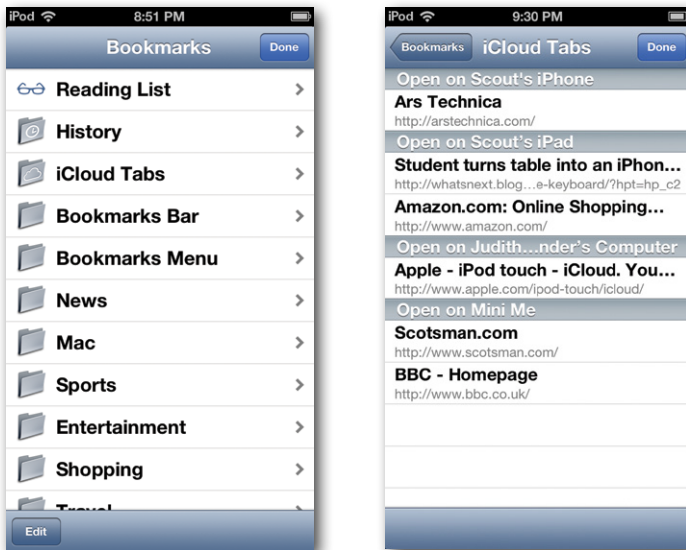 iPod 8:51 PM
Bookmarks Done
Reading List
History
iCloud Tabs
Bookmarks Bar
Bookmarks Menu
News
Mac
Sports
Entertainment
Shopping
Travel
Edit
iPod 9:30 PM
Bookmarks iCloud Tabs Done
Open on Scout's iPhone
Ars Technica
http://arstechnica.com/
Open on Scout's iPad
Student turns table into an iPhon...
http://whatsnext.blog...e-keyboard/?hpt=hp_c2
Amazon.com: Online Shopping...
http://www.amazon.com/
Open on Judith...nder's Computer
Apple - iPod touch - iCloud. You...
http://www.apple.com/ipod-touch/icloud/
Open on Mini Me
Scotsman.com
http://www.scotsman.com/
BBC - Homepage
http://www.bbc.co.uk/